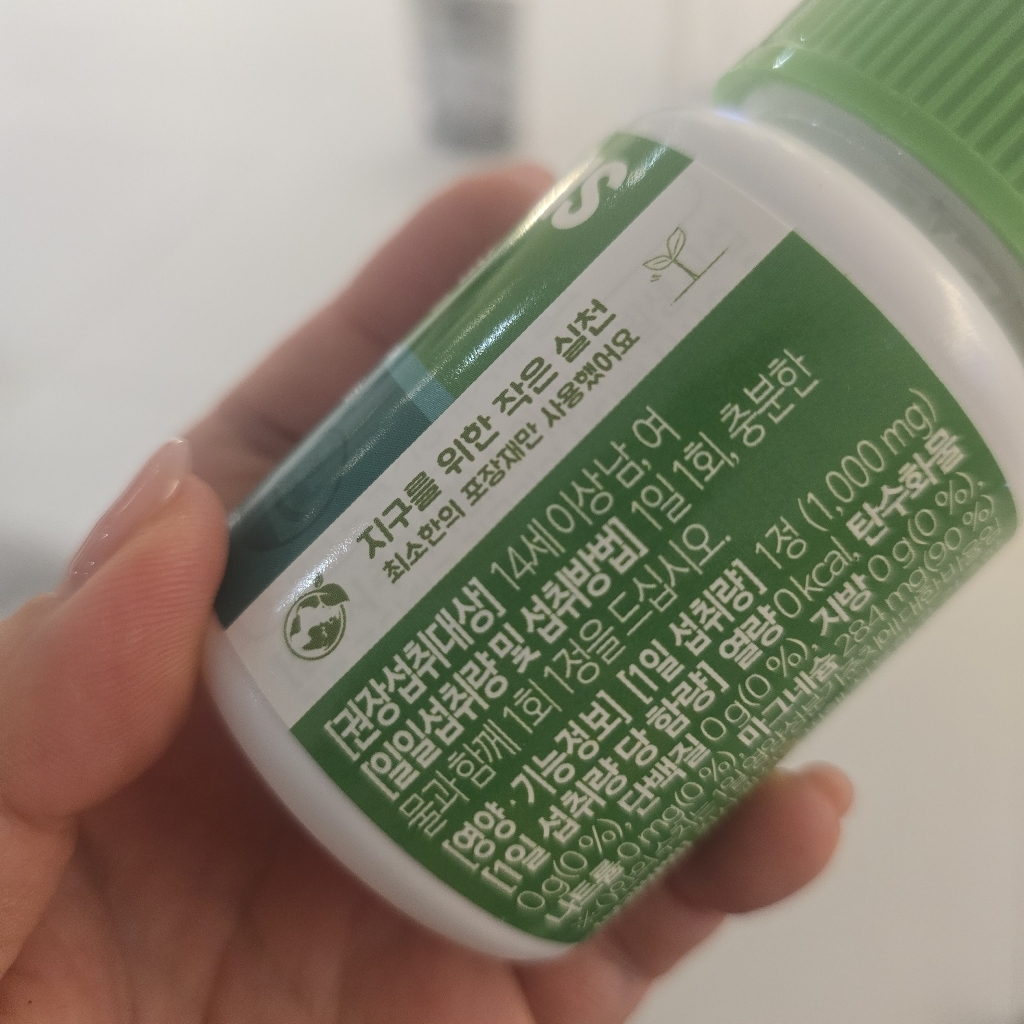 S
지구를 위한 작은 실천
최소한의 포장재만 사용했어요
[권장섭취대상] 14세 이상 남, 여
[일일섭취량 및 섭취방법] 1일 1회, 충분한
물과 함께 1회 1정을 드십시오
[영양·기능정보] [1일 섭취량] 1정 (1,000 mg)
[1일 섭취량 당 함량] 열량 0 kcal, 탄수화물
0 g(0 %), 단백질 0 g(0 %), 지방 0 g(0 %),
나트륨 0 mg(0 %), 마그네슘 284 mg(90 %)